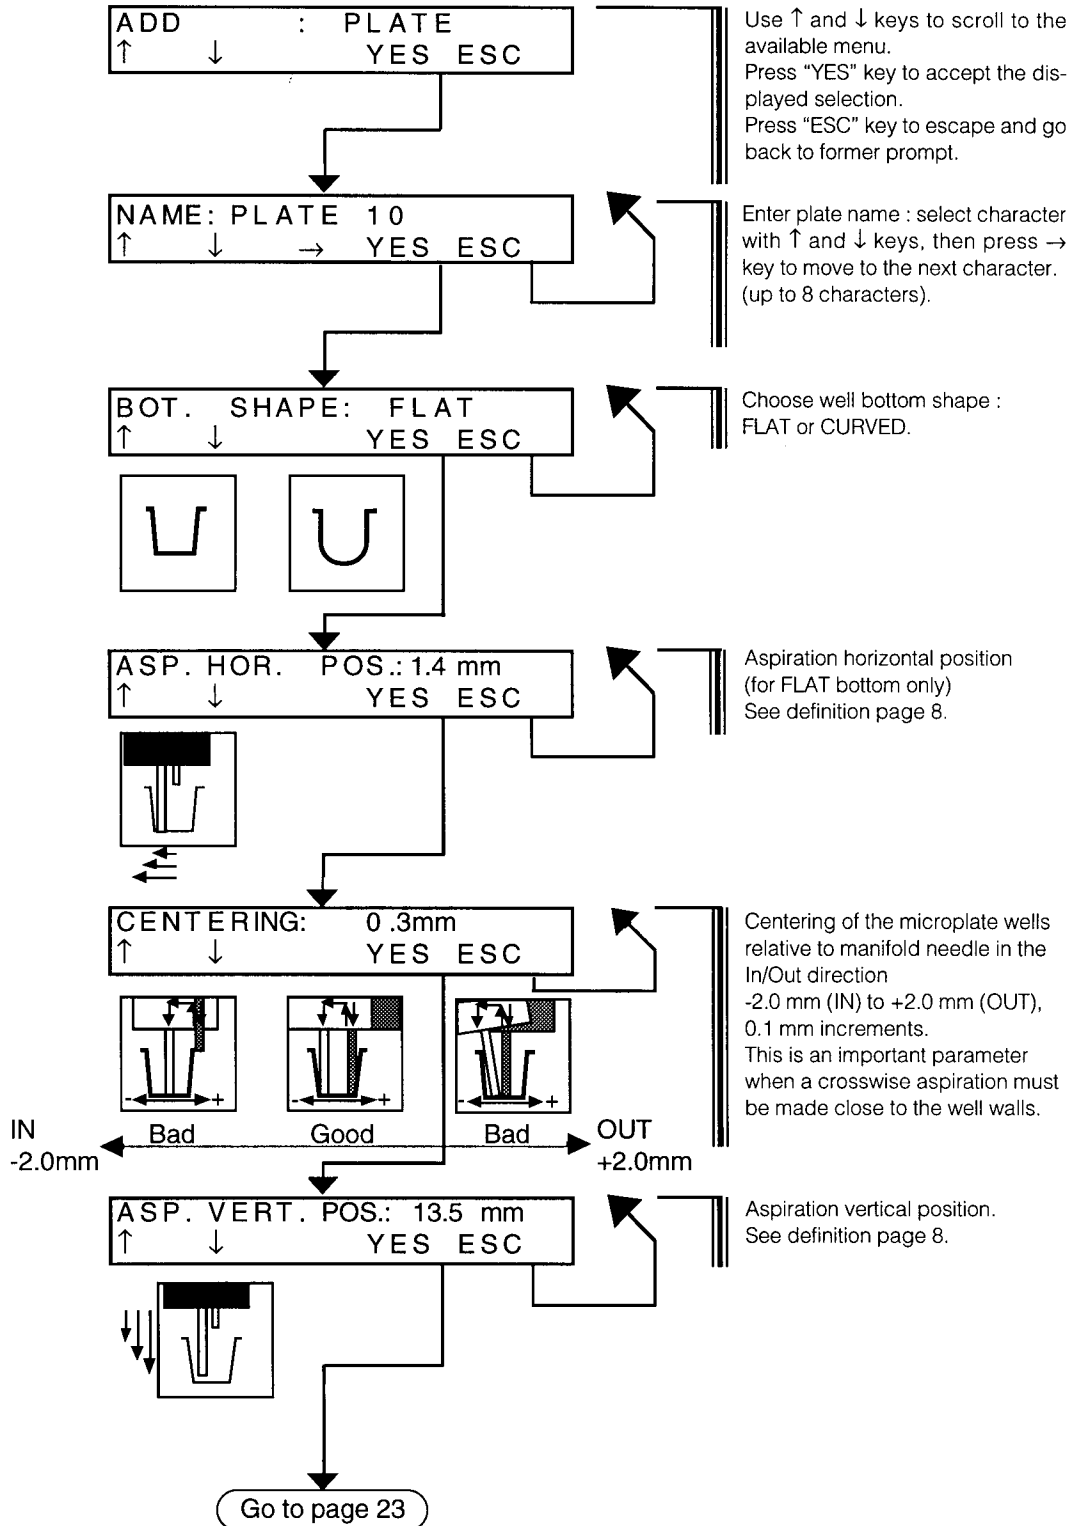 ADD : PLATE
↑ ↓ YES ESC
Use ↑ and ↓ keys to scroll to the
available menu.
Press “YES” key to accept the dis-
played selection.
Press “ESC” key to escape and go
back to former prompt.
NAME: PLATE 10
↑ ↓ → YES ESC
Enter plate name : select character
with ↑ and ↓ keys, then press →
key to move to the next character.
(up to 8 characters).
BOT. SHAPE: FLAT
↑ ↓ YES ESC
Choose well bottom shape :
FLAT or CURVED.
ASP. HOR. POS.: 1.4 mm
↑ ↓ YES ESC
Aspiration horizontal position
(for FLAT bottom only)
See definition page 8.
CENTERING: 0.3mm
↑ ↓ YES ESC
Centering of the microplate wells
relative to manifold needle in the
In/Out direction
-2.0 mm (IN) to +2.0 mm (OUT),
0.1 mm increments.
This is an important parameter
when a crosswise aspiration must
be made close to the well walls.
- + - + - +
IN Bad Good Bad OUT
-2.0mm +2.0mm
ASP. VERT. POS.: 13.5 mm
↑ ↓ YES ESC
Aspiration vertical position.
See definition page 8.
Go to page 23